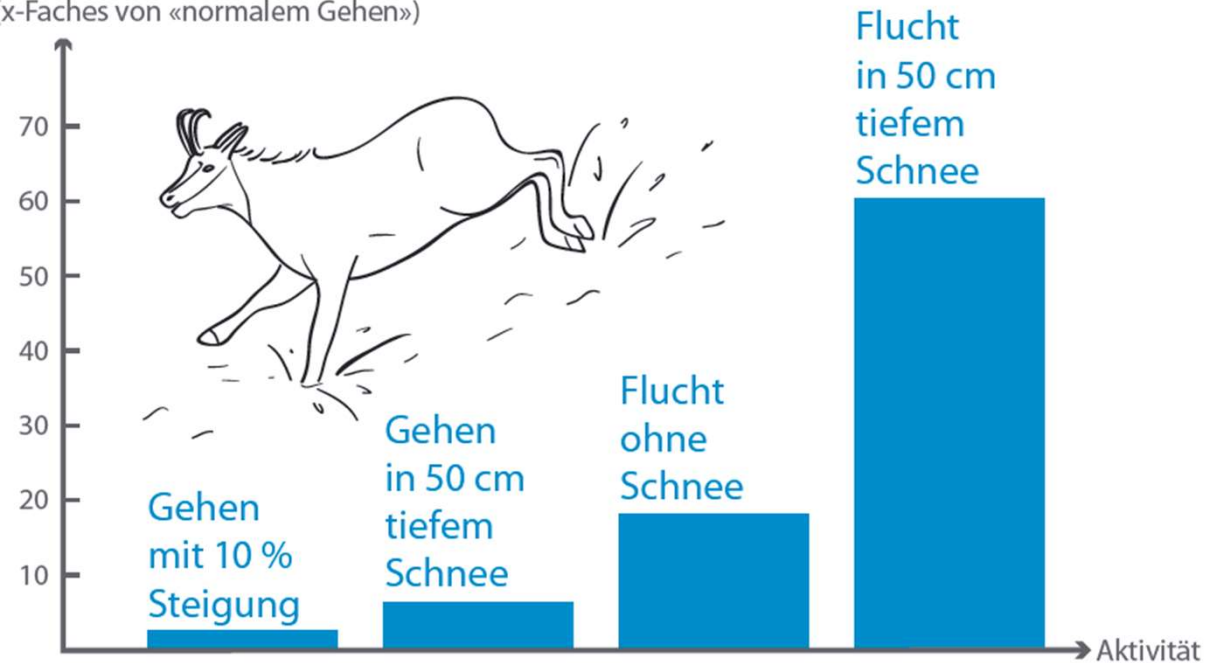 x-Faches von «normalem Gehen»)
70
60
50
40
30
20
10
Gehen
mit 10 %
Steigung
Gehen
in 50 cm
tiefem
Schnee
Flucht
ohne
Schnee
Flucht
in 50 cm
tiefem
Schnee
Aktivität